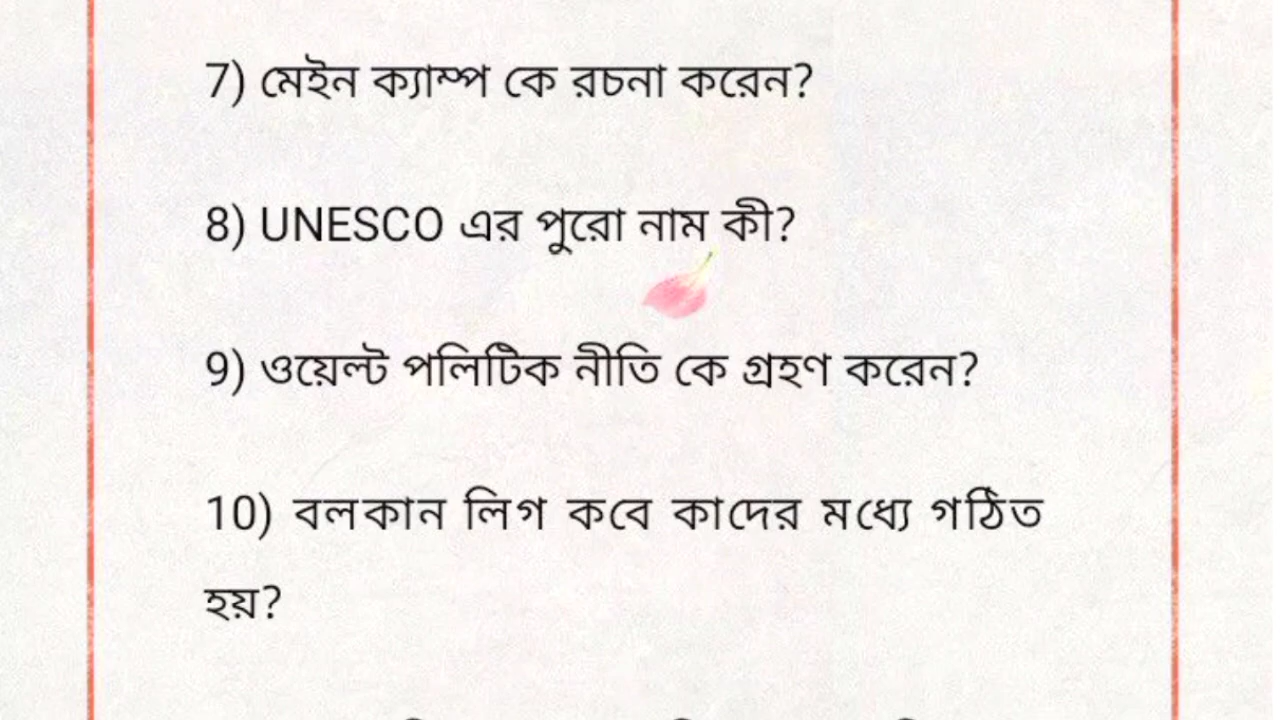 7) মেইন ক্যাম্প কে রচনা করেন?
8) UNESCO এর পুরো নাম কী?
9) ওয়েল্ট পলিটিক নীতি কে গ্রহণ করেন?
10) বলকান লিগ কবে কাদের মধ্যে গঠিত
হয়?